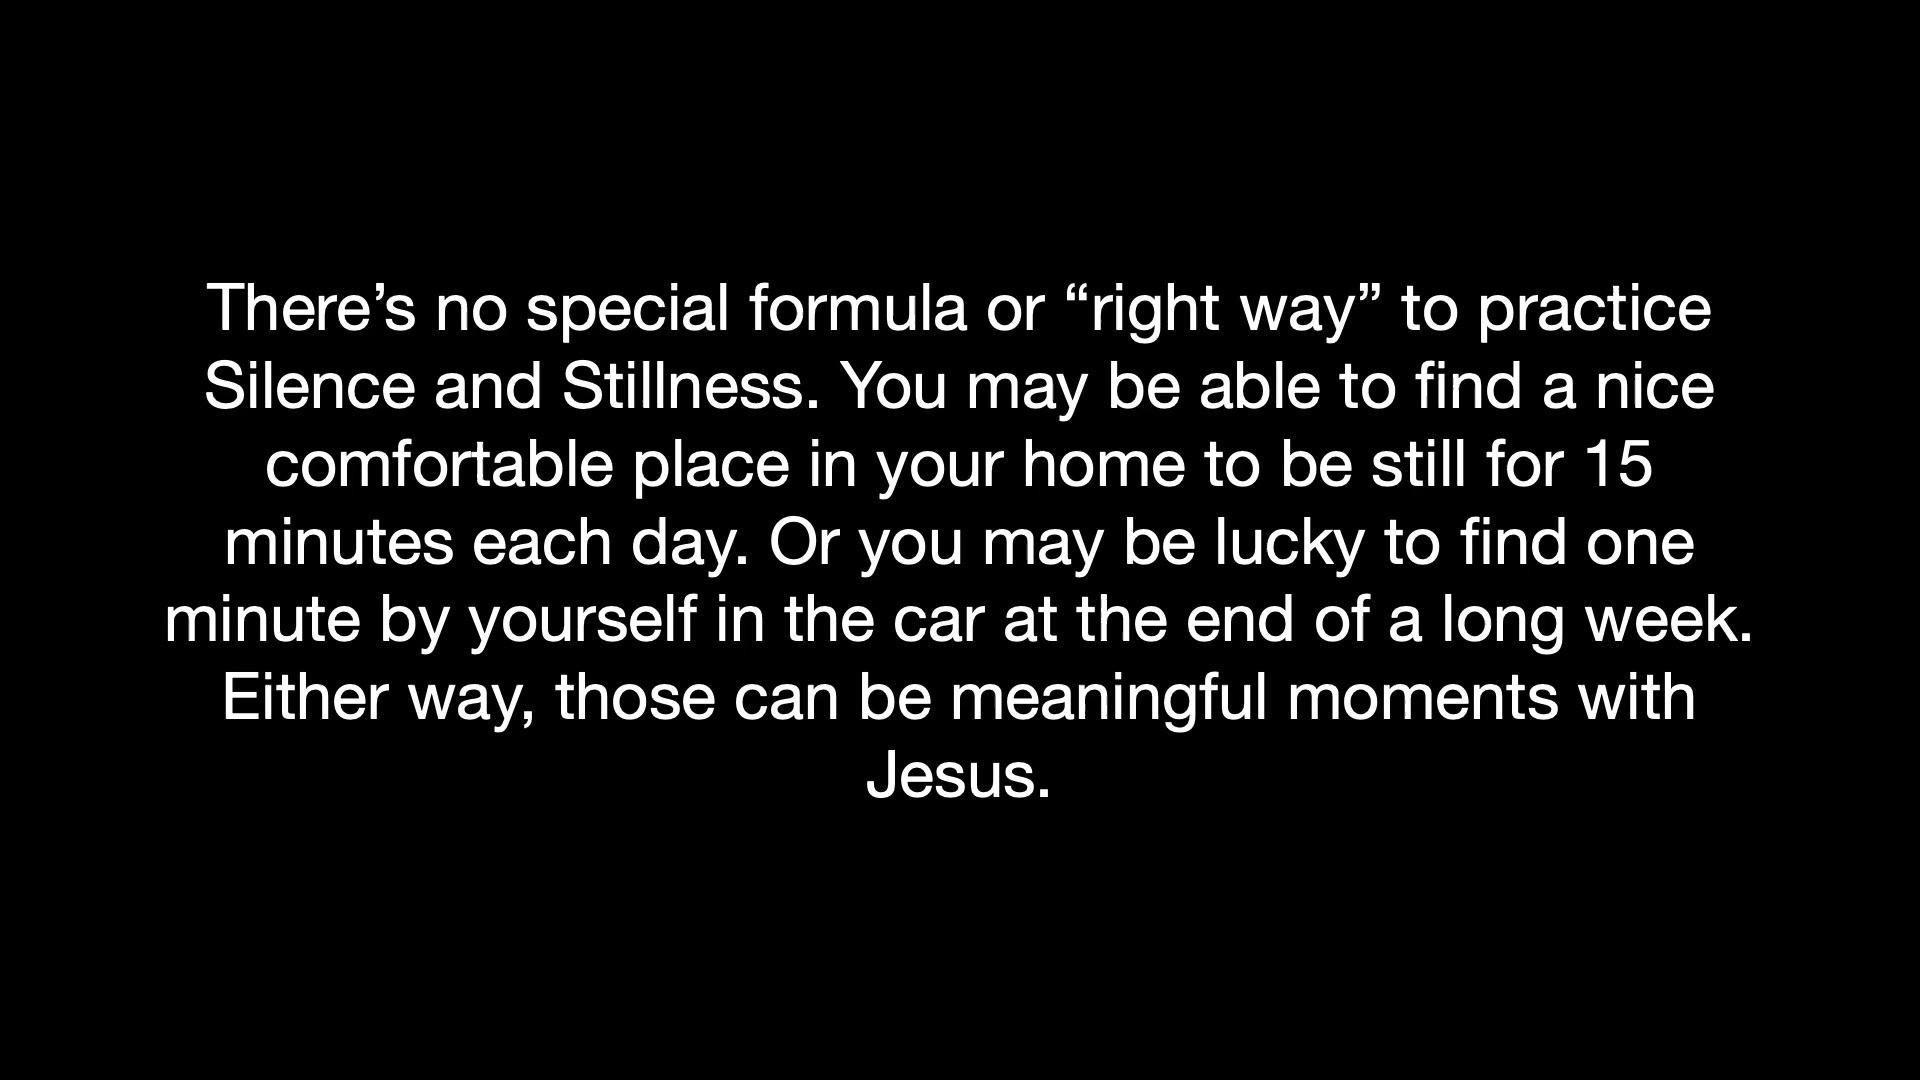 There’s no special formula or “right way” to practice
Silence and Stillness. You may be able to find a nice
comfortable place in your home to be still for 15
minutes each day. Or you may be lucky to find one
minute by yourself in the car at the end of a long week.
Either way, those can be meaningful moments with
Jesus.